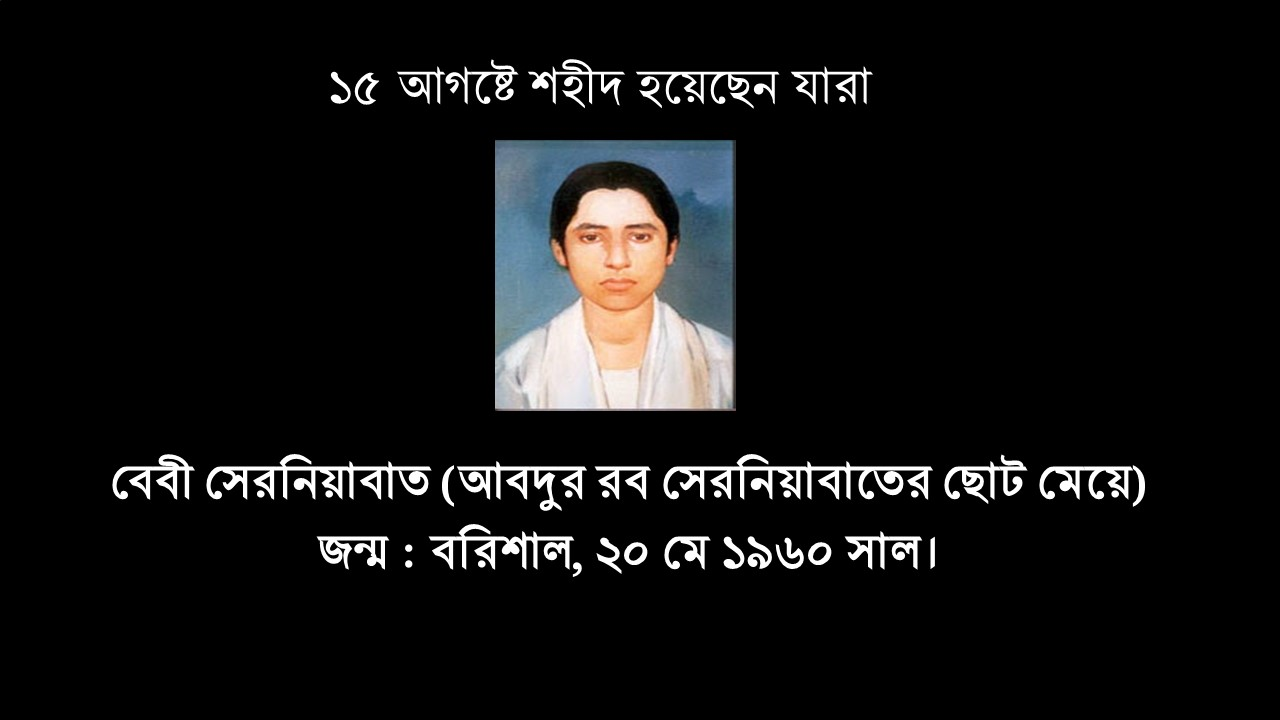 ১৫ আগষ্টে শহীদ হয়েছেন যারা
বেবী সেরনিয়াবাত (আবদুর রব সেরনিয়াবাতের ছোট মেয়ে)
জন্ম : বরিশাল, ২০ মে ১৯৬০ সাল।